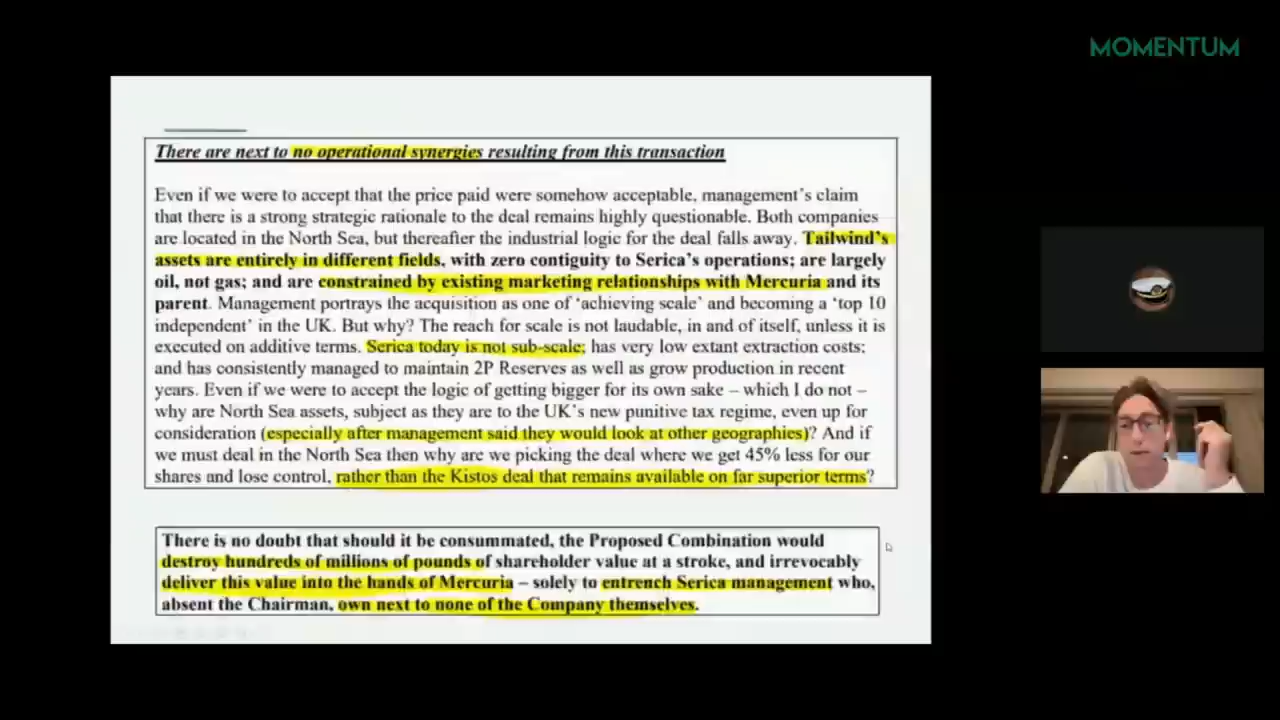 MOMENTUM
There are next to no operational synergies resulting from this transaction
Even if we were to accept that the price paid were somehow acceptable, management's claim
that there is a strong strategic rationale to the deal remains highly questionable. Both companies
are located in the North Sea, but thereafter the industrial logic for the deal falls away. Tailwind's
assets are entirely in different fields, with zero contiguity to Serica's operations; are largely
oil, not gas; and are constrained by existing marketing relationships with Mercuria and its
parent. Management portrays the acquisition as one of 'achieving scale' and becoming a 'top 10
independent' in the UK. But why? The reach for scale is not laudable, in and of itself, unless it is
executed on additive terms. Serica today is not sub-scale; has very low extant extraction costs;
and has consistently managed to maintain 2P Reserves as well as grow production in recent
years. Even if we were to accept the logic of getting bigger for its own sake – which I do not –
why are North Sea assets, subject as they are to the UK's new punitive tax regime, even up for
consideration (especially after management said they would look at other geographies)? And if
we must deal in the North Sea then why are we picking the deal where we get 45% less for our
shares and lose control, rather than the Kistos deal that remains available on far superior terms?
There is no doubt that should it be consummated, the Proposed Combination would
destroy hundreds of millions of pounds of shareholder value at a stroke, and irrevocably
deliver this value into the hands of Mercuria – solely to entrench Serica management who,
absent the Chairman, own next to none of the Company themselves.